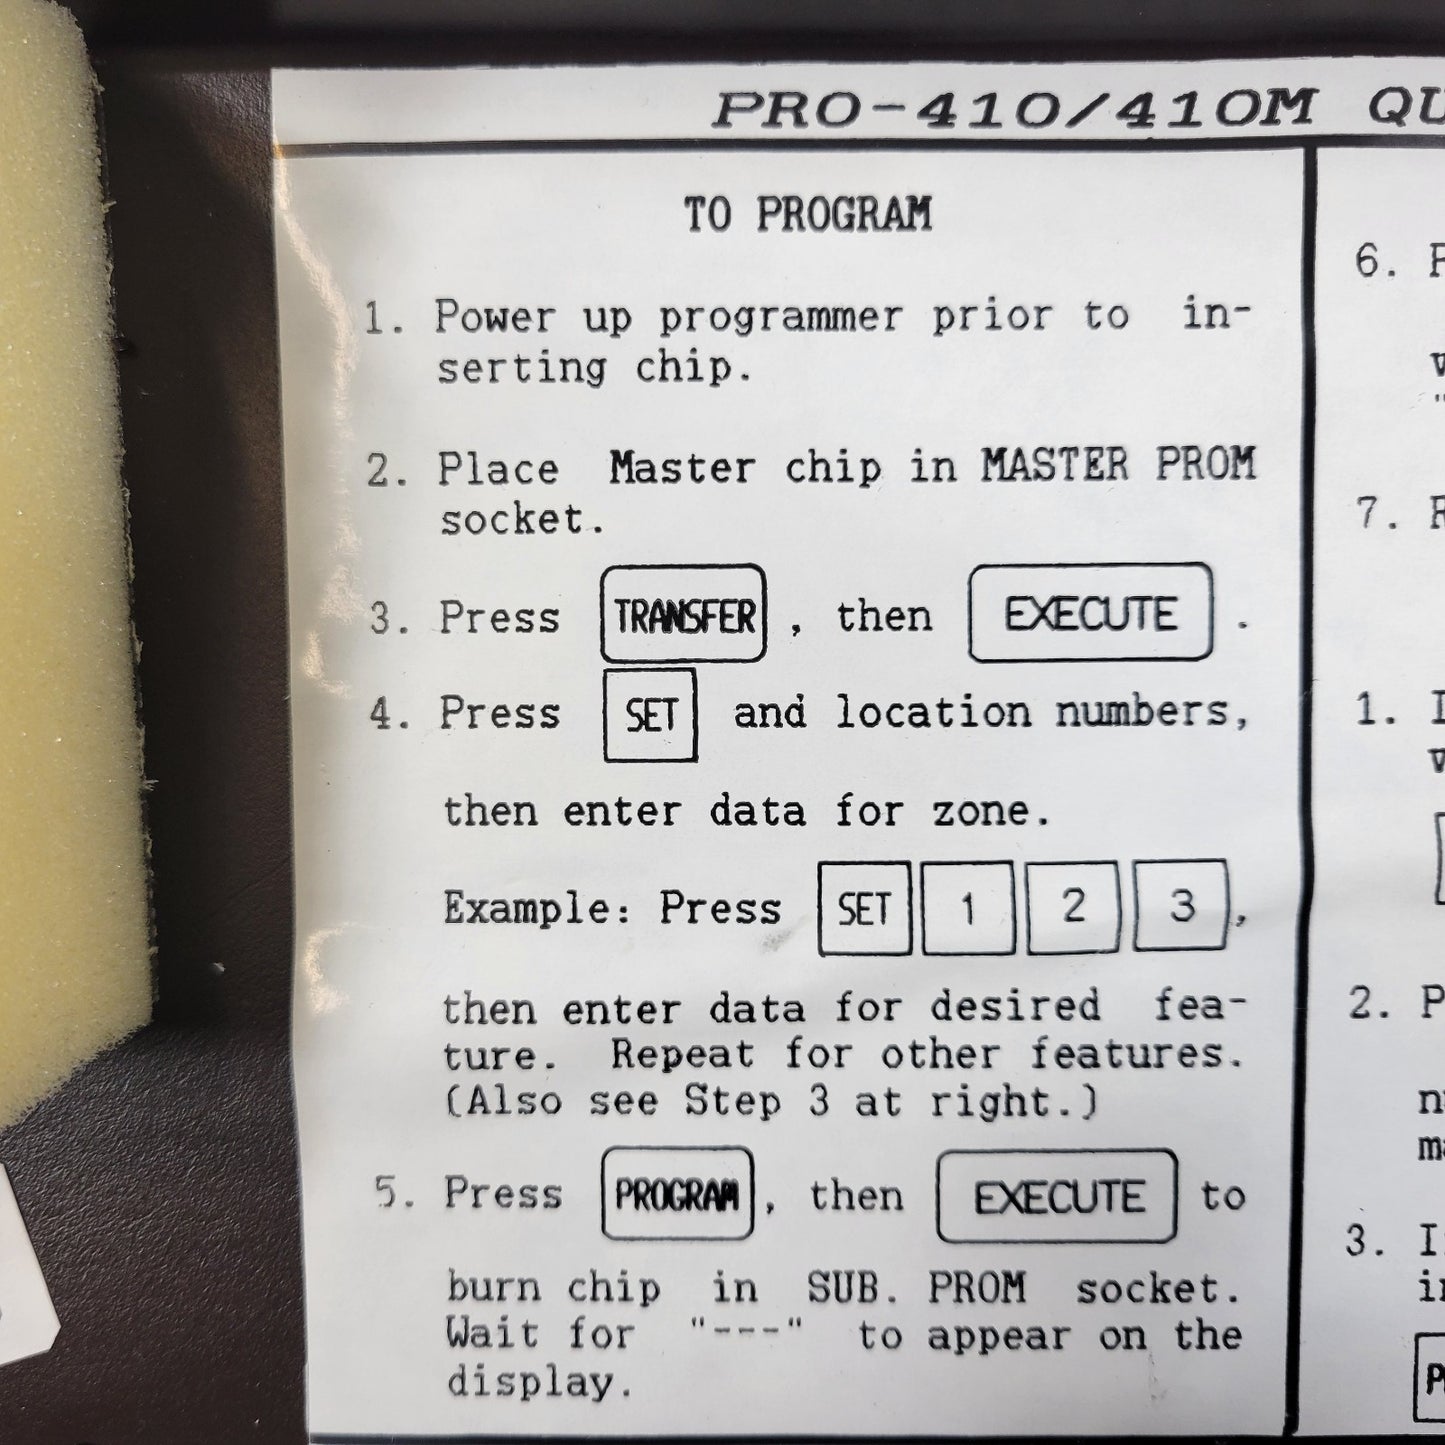 PRO-410/410M QU
TO PROGRAM
1. Power up programmer prior to in-
serting chip.
2. Place Master chip in MASTER PROM
socket.
3. Press TRANSFER, then EXECUTE.
4. Press SET and location numbers,
then enter data for zone.
Example: Press SET 1 2 3,
then enter data for desired fea-
ture. Repeat for other features.
(Also see Step 3 at right.)
5. Press PROGRAM, then EXECUTE to
burn chip in SUB. PROM socket.
Wait for "---" to appear on the
display.
6.
7.
1.
2.
3.